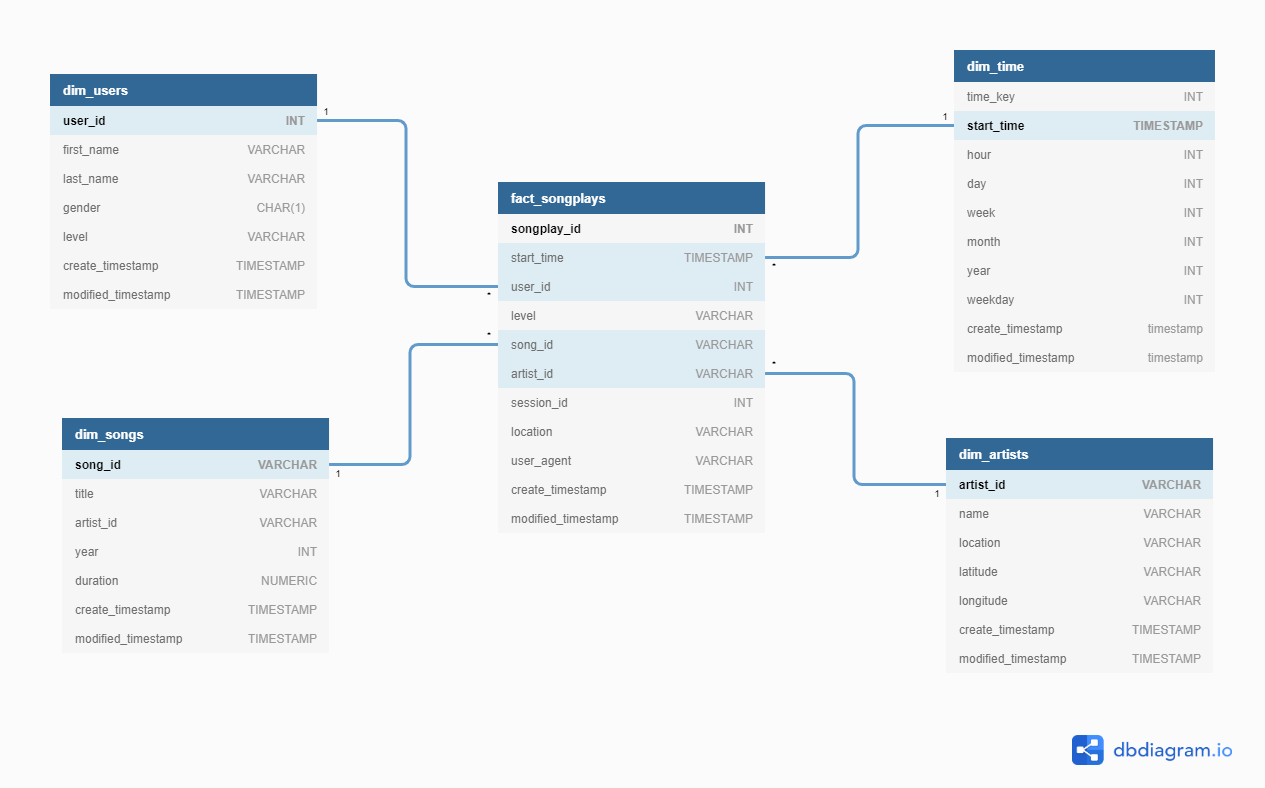 dim_users
user_id INT
first_name VARCHAR
last_name VARCHAR
gender CHAR(1)
level VARCHAR
create_timestamp TIMESTAMP
modified_timestamp TIMESTAMP
1
*
dim_songs
song_id VARCHAR
title VARCHAR
artist_id VARCHAR
year INT
duration NUMERIC
create_timestamp TIMESTAMP
modified_timestamp TIMESTAMP
1
*
fact_songplays
songplay_id INT
start_time TIMESTAMP
user_id INT
level VARCHAR
song_id VARCHAR
artist_id VARCHAR
session_id INT
location VARCHAR
user_agent VARCHAR
create_timestamp TIMESTAMP
modified_timestamp TIMESTAMP
*
1
dim_time
time_key INT
start_time TIMESTAMP
hour INT
day INT
week INT
month INT
year INT
weekday INT
create_timestamp timestamp
modified_timestamp timestamp
*
1
dim_artists
artist_id VARCHAR
name VARCHAR
location VARCHAR
latitude VARCHAR
longitude VARCHAR
create_timestamp TIMESTAMP
modified_timestamp TIMESTAMP
dbdiagram.io